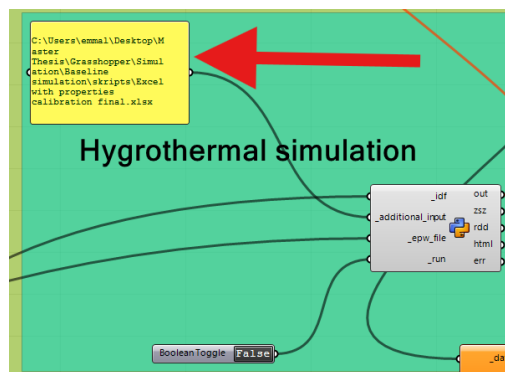 C:\Users\emmal\Desktop\M
aster
Thesis\Grasshopper\Simul
ation\Baseline
simulation\skripts\Excel
with properties
calibration final.xlsx
Hygrothermal simulation
_idf
_additional_input
_epw_file
_run
out
zsz
rdd
html
err
Boolean Toggle False
_da